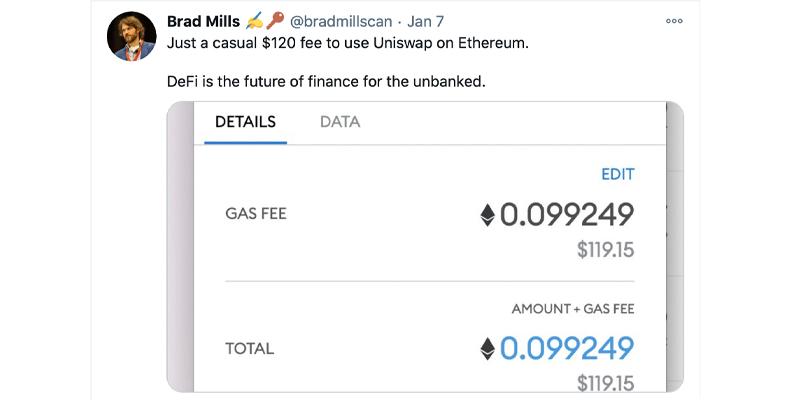 Brad Mills ✍️🔑 @bradmillscan · Jan 7
Just a casual $120 fee to use Uniswap on Ethereum.
DeFi is the future of finance for the unbanked.
DETAILS DATA
EDIT
GAS FEE 0.099249
$119.15
AMOUNT + GAS FEE
TOTAL 0.099249
$119.15